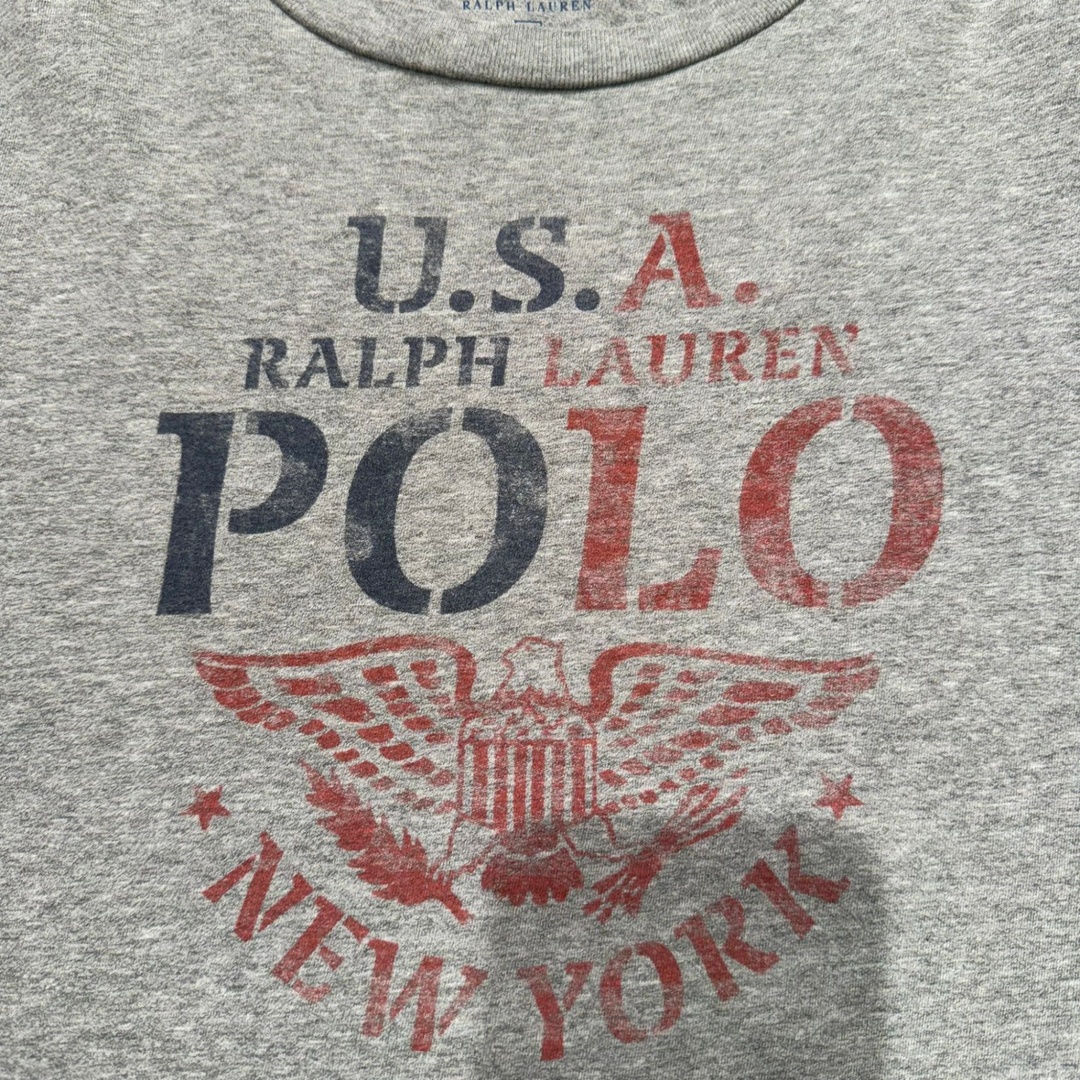 RALPH LAUREN
U.S.A.
RALPH LAUREN
POLO
NEW YORK